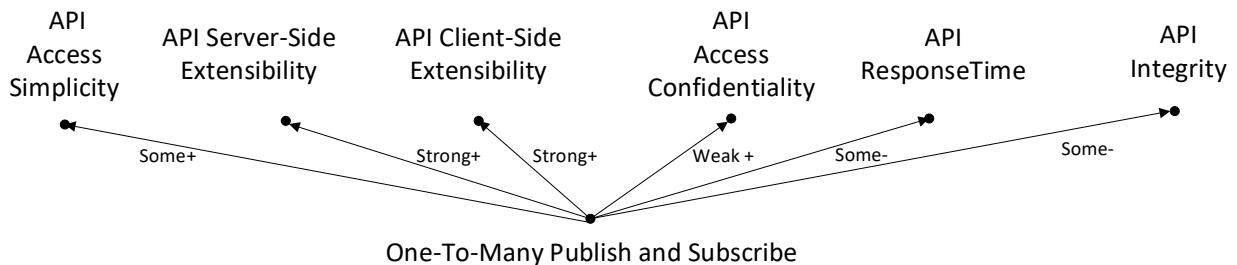 API
Access
Simplicity
API Server-Side
Extensibility
API Client-Side
Extensibility
API
Access
Confidentiality
API
ResponseTime
API
Integrity
Some+
Strong+
Strong+
Weak +
Some-
Some-
One-To-Many Publish and Subscribe